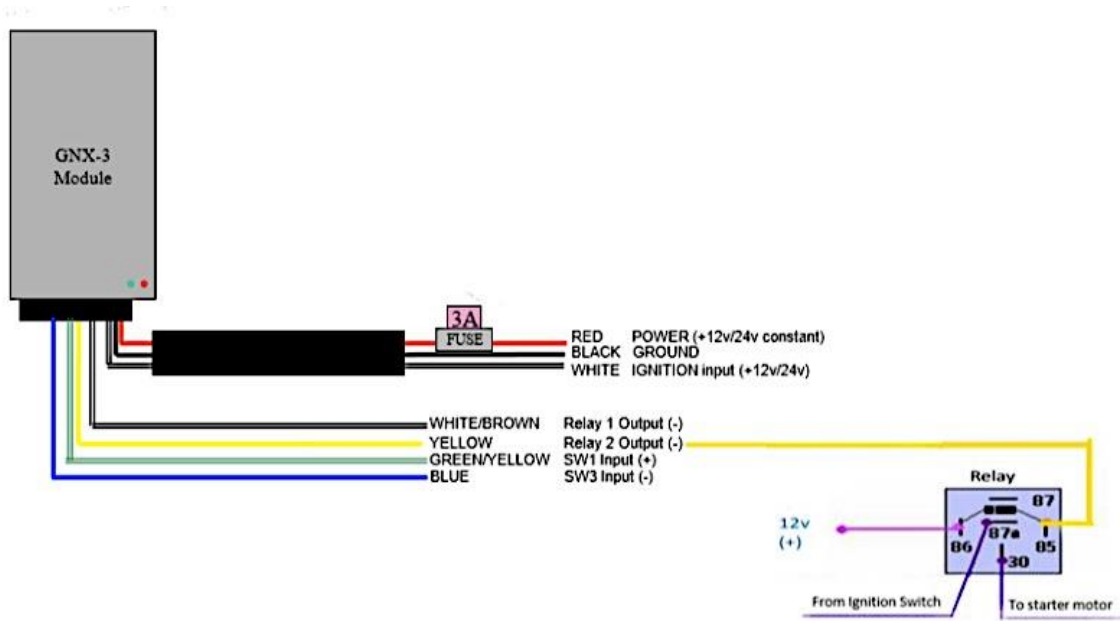 GNX-3
Module
3A
FUSE
RED POWER (+12v/24v constant)
BLACK GROUND
WHITE IGNITION input (+12v/24v)
WHITE/BROWN Relay 1 Output (-)
YELLOW Relay 2 Output (-)
GREEN/YELLOW SW1 Input (+)
BLUE SW3 Input (-)
Relay
87
12v
(+)
86
87a
85
30
From Ignition Switch
To starter motor